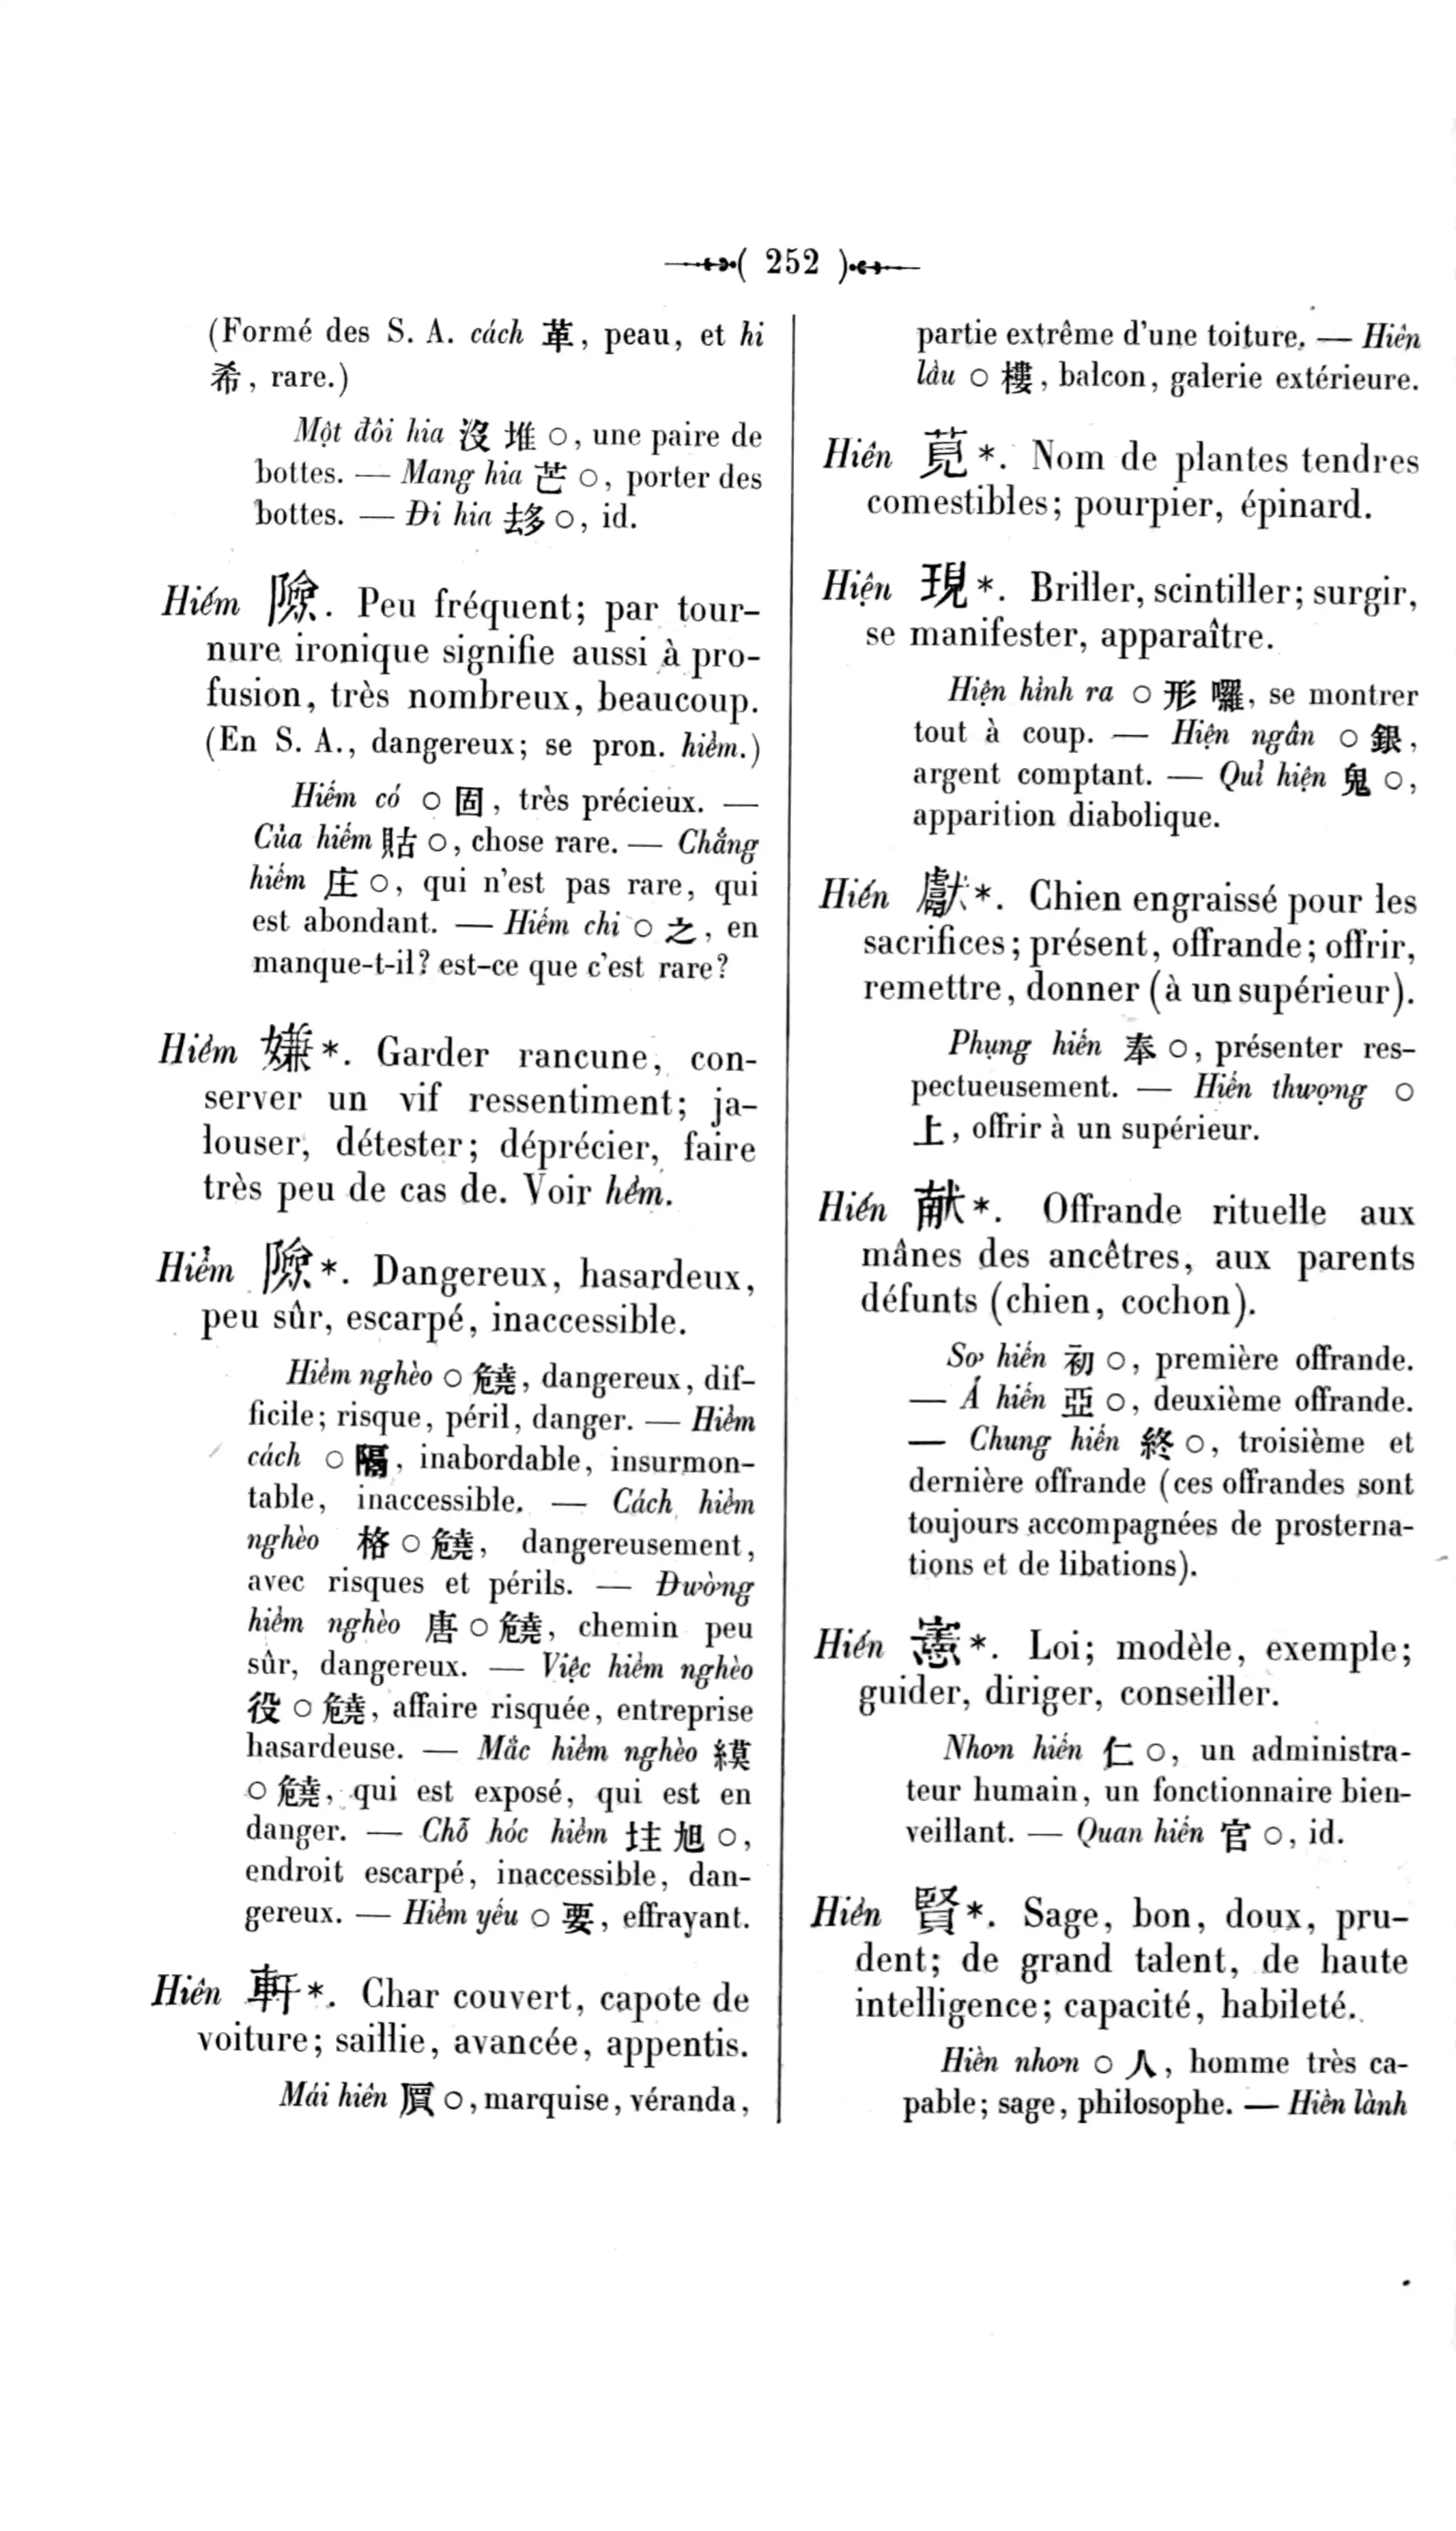 ( 252 )
(Formé des S. A. cách 革, peau, et hi
希, rare.)
Một đôi hia 沒 堆 ○, une paire de
bottes. — Mang hia 芒 ○, porter des
bottes. — Đi hia 迻 ○, id.
Hiếm 險. Peu fréquent; par tour-
nure ironique signifie aussi à pro-
fusion, très nombreux, beaucoup.
(En S. A., dangereux; se pron. hiểm.)
Hiếm có ○ 固, très précieux. —
Của hiếm 貼 ○, chose rare. — Chẳng
hiếm 庄 ○, qui n'est pas rare, qui
est abondant. — Hiếm chi ○ 之, en
manque-t-il? est-ce que c'est rare?
Hiềm 嫌*. Garder rancune, con-
server un vif ressentiment; ja-
louser, détester; déprécier, faire
très peu de cas de. Voir hềm.
Hiểm 險*. Dangereux, hasardeux,
peu sûr, escarpé, inaccessible.
Hiểm nghèo ○, dangereux, dif-
ficile; risque, péril, danger. — Hiểm
cách ○ 隔, inabordable, insurmon-
table, inaccessible. — Cách hiểm
nghèo 格 ○, dangereusement,
avec risques et périls. — Đường
hiểm nghèo 唐 ○, chemin peu
sûr, dangereux. — Việc hiểm nghèo
役 ○, affaire risquée, entreprise
hasardeuse. — Mắc hiểm nghèo 縸
○, qui est exposé, qui est en
danger. — Chỗ hóc hiểm 㙇 旭 ○,
endroit escarpé, inaccessible, dan-
gereux. — Hiểm yếu ○ 要, effrayant.
Hiên 軒*. Char couvert, capote de
voiture; saillie, avancée, appentis.
Mái hiên ○, marquise, véranda,
partie extrême d'une toiture. — Hiên
lầu ○ 樓, balcon, galerie extérieure.
Hiên 莧*. Nom de plantes tendres
comestibles; pourpier, épinard.
Hiện 現*. Briller, scintiller; surgir,
se manifester, apparaître.
Hiện hình ra ○ 形 囉, se montrer
tout à coup. — Hiện ngân ○ 銀,
argent comptant. — Quỉ hiện 鬼 ○,
apparition diabolique.
Hiến 獻*. Chien engraissé pour les
sacrifices; présent, offrande; offrir,
remettre, donner (à un supérieur).
Phụng hiến 奉 ○, présenter res-
pectueusement. — Hiến thượng ○
上, offrir à un supérieur.
Hiến 献*. Offrande rituelle aux
mânes des ancêtres, aux parents
défunts (chien, cochon).
Sơ hiến 初 ○, première offrande.
— Á hiến 亞 ○, deuxième offrande.
— Chung hiến 終 ○, troisième et
dernière offrande (ces offrandes sont
toujours accompagnées de prosterna-
tions et de libations).
Hiến 憲*. Loi; modèle, exemple;
guider, diriger, conseiller.
Nhơn hiến 仁 ○, un administra-
teur humain, un fonctionnaire bien-
veillant. — Quan hiến 官 ○, id.
Hiền 賢*. Sage, bon, doux, pru-
dent; de grand talent, de haute
intelligence; capacité, habileté.
Hiền nhơn ○ 人, homme très ca-
pable; sage, philosophe. — Hiền lành